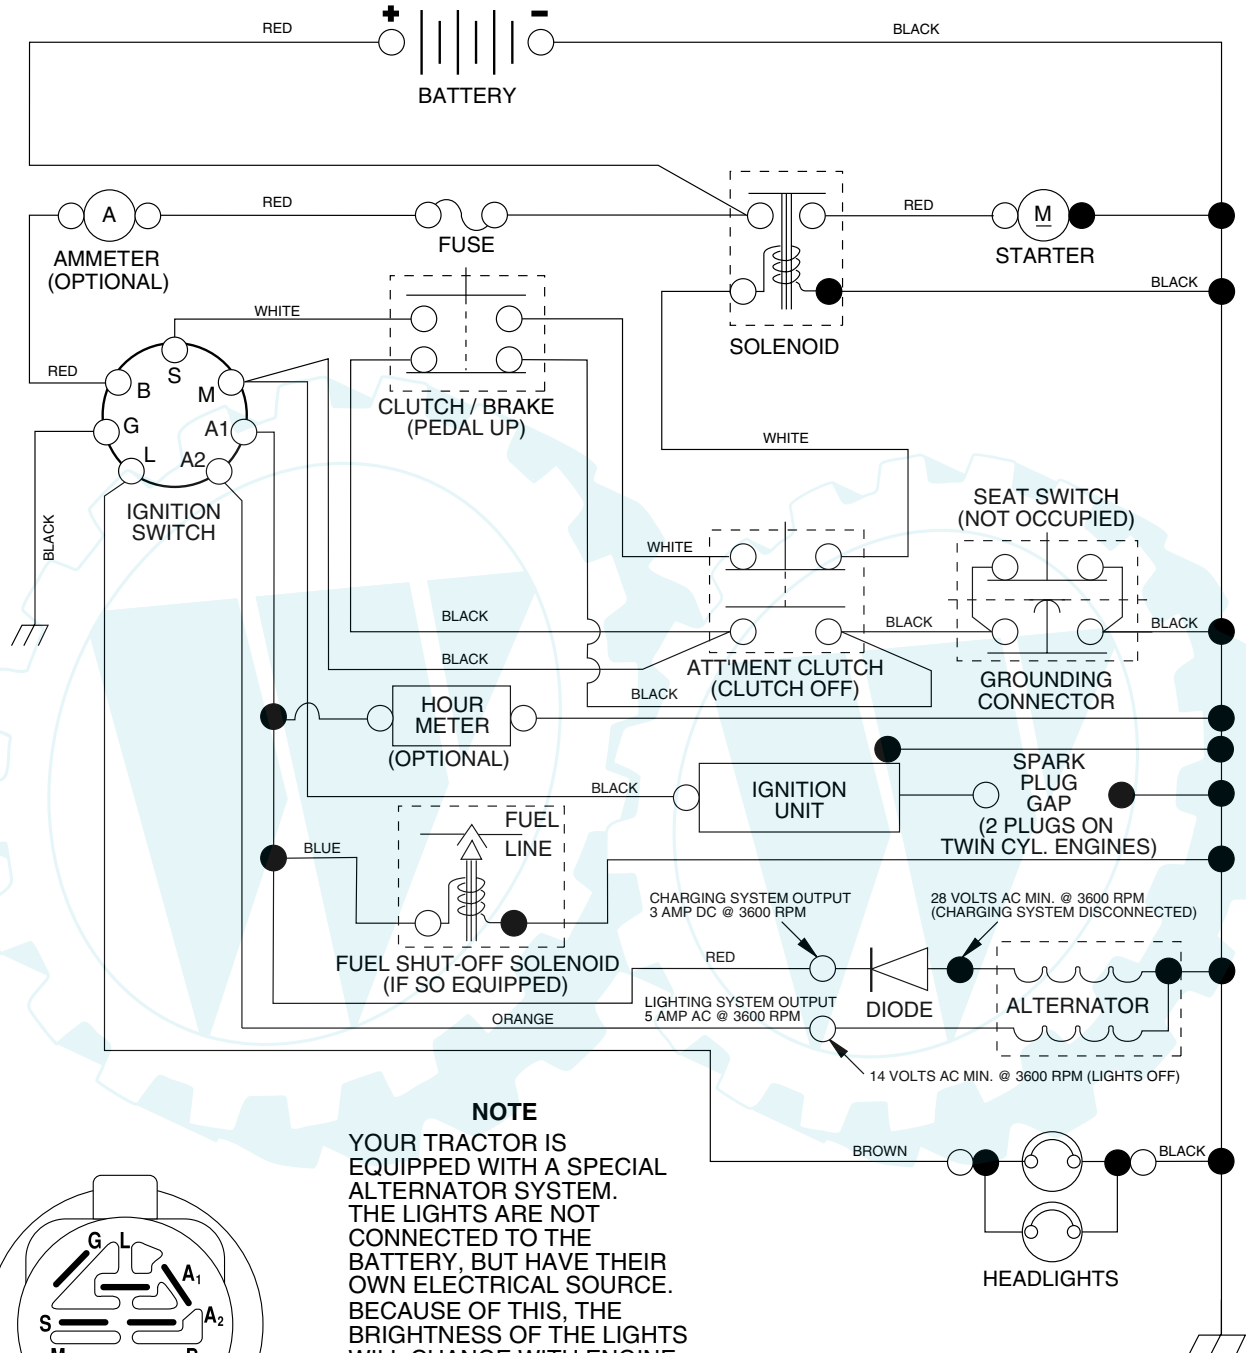 + -
RED
BLACK
BATTERY
A
RED
RED
M
FUSE
STARTER
AMMETER
(OPTIONAL)
BLACK
WHITE
SOLENOID
RED
S
B
M
G
A1
L
A2
CLUTCH / BRAKE
(PEDAL UP)
WHITE
IGNITION
SWITCH
BLACK
SEAT SWITCH
(NOT OCCUPIED)
WHITE
BLACK
BLACK
BLACK
BLACK
ATT'MENT CLUTCH
(CLUTCH OFF)
GROUNDING
CONNECTOR
BLACK
HOUR
METER
(OPTIONAL)
BLACK
IGNITION
UNIT
SPARK
PLUG
GAP
(2 PLUGS ON
TWIN CYL. ENGINES)
FUEL
LINE
BLUE
FUEL SHUT-OFF SOLENOID
(IF SO EQUIPPED)
CHARGING SYSTEM OUTPUT
3 AMP DC @ 3600 RPM
28 VOLTS AC MIN. @ 3600 RPM
(CHARGING SYSTEM DISCONNECTED)
RED
DIODE
ALTERNATOR
LIGHTING SYSTEM OUTPUT
5 AMP AC @ 3600 RPM
ORANGE
14 VOLTS AC MIN. @ 3600 RPM (LIGHTS OFF)
BROWN
BLACK
HEADLIGHTS
NOTE
YOUR TRACTOR IS
EQUIPPED WITH A SPECIAL
ALTERNATOR SYSTEM.
THE LIGHTS ARE NOT
CONNECTED TO THE
BATTERY, BUT HAVE THEIR
OWN ELECTRICAL SOURCE.
BECAUSE OF THIS, THE
BRIGHTNESS OF THE LIGHTS
WILL CHANGE WITH ENGINE
G L
A1
A2
S
M